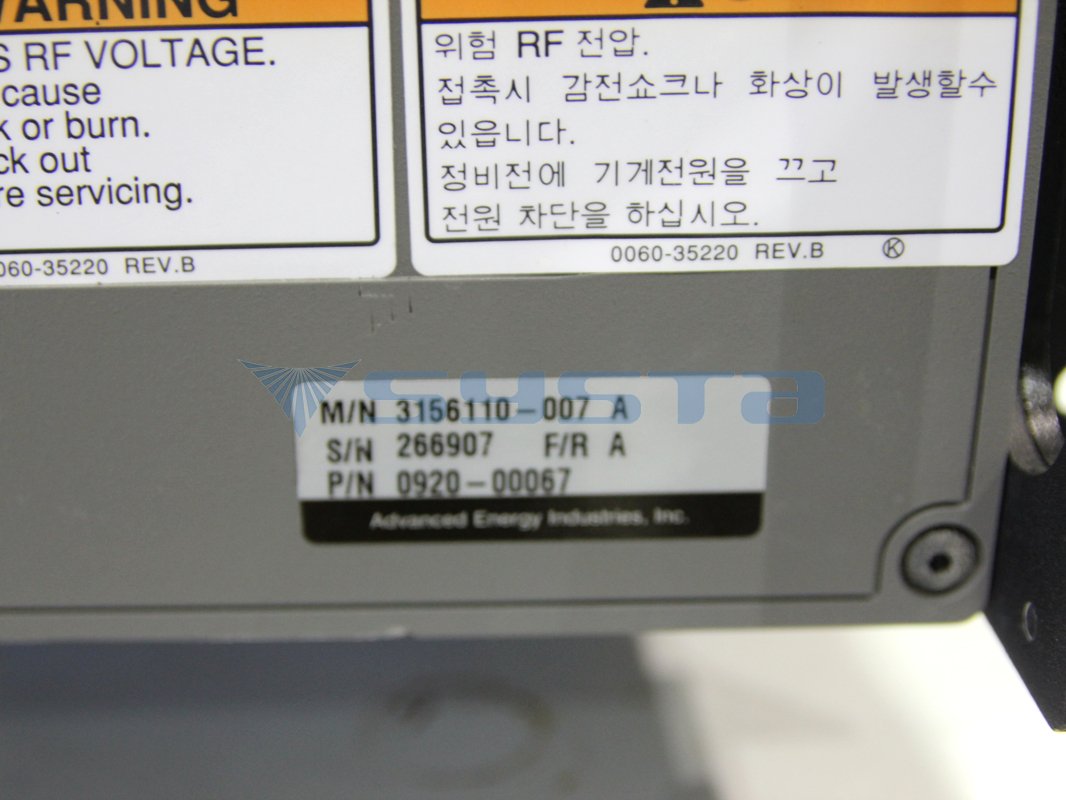 WARNING
S RF VOLTAGE.
cause
k or burn.
ck out
re servicing.
060-35220 REV.B
위험 RF 전압.
접촉시 감전쇼크나 화상이 발생할수
있읍니다.
정비전에 기게전원을 끄고
전원 차단을 하십시오.
0060-35220 REV.B K
systa
M/N 3156110-007 A
S/N 266907 F/R A
P/N 0920-00067
Advanced Energy Industries, Inc.